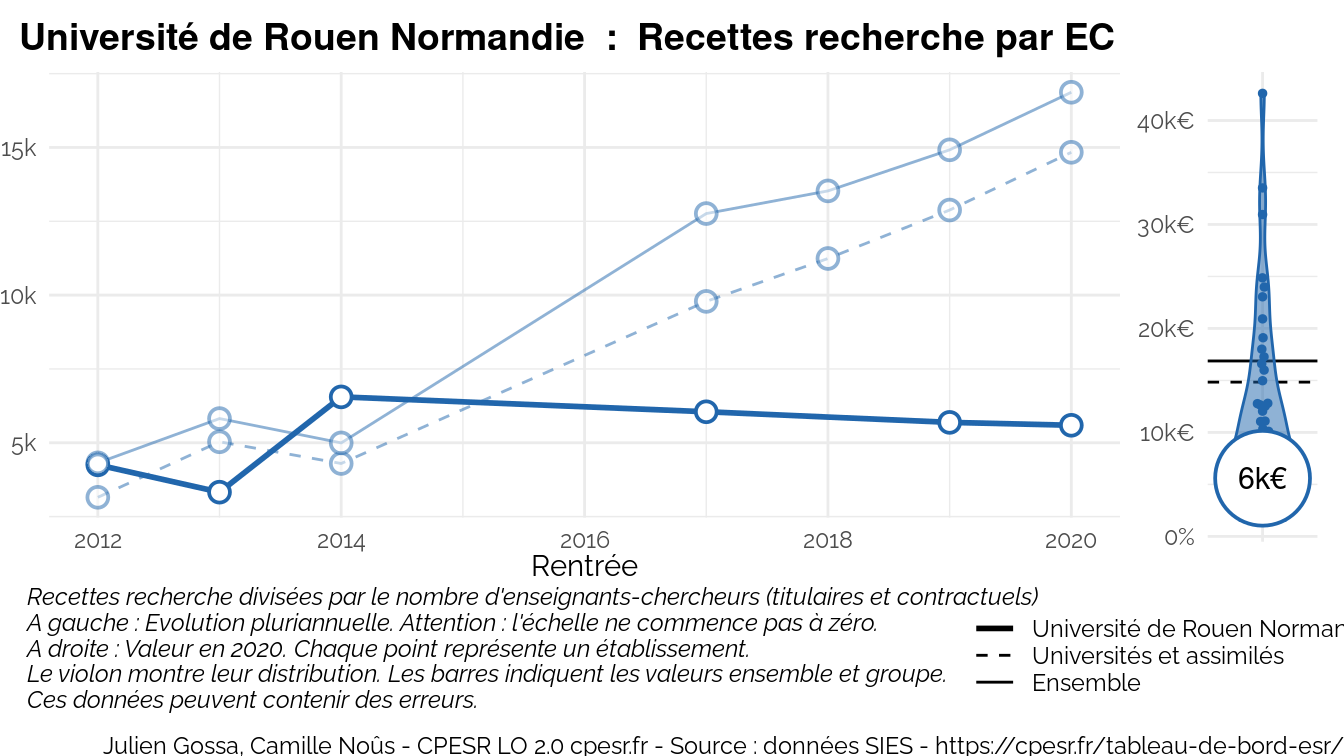 Université de Rouen Normandie : Recettes recherche par EC
15k
10k
5k
2012
2014
2016
2018
2020
Rentrée
40k€
30k€
20k€
10k€
0%
6k€
Recettes recherche divisées par le nombre d'enseignants-chercheurs (titulaires et contractuels)
A gauche : Evolution pluriannuelle. Attention : l'échelle ne commence pas à zéro.
A droite : Valeur en 2020. Chaque point représente un établissement.
Le violon montre leur distribution. Les barres indiquent les valeurs ensemble et groupe.
Ces données peuvent contenir des erreurs.
Université de Rouen Norman
Universités et assimilés
Ensemble
Julien Gossa, Camille Noûs - CPESR LO 2.0 cpesr.fr - Source : données SIES - https://cpesr.fr/tableau-de-bord-esr/